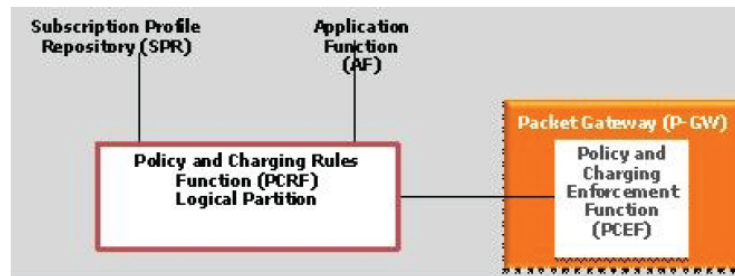 Subscription Profile
Repository (SPR)
Application
Function
(AF)
Packet Gateway (P-GW)
Policy and Charging Rules
Function (PCRF)
Logical Partition
Policy and
Charging
Enforcement
Function
(PCEF)